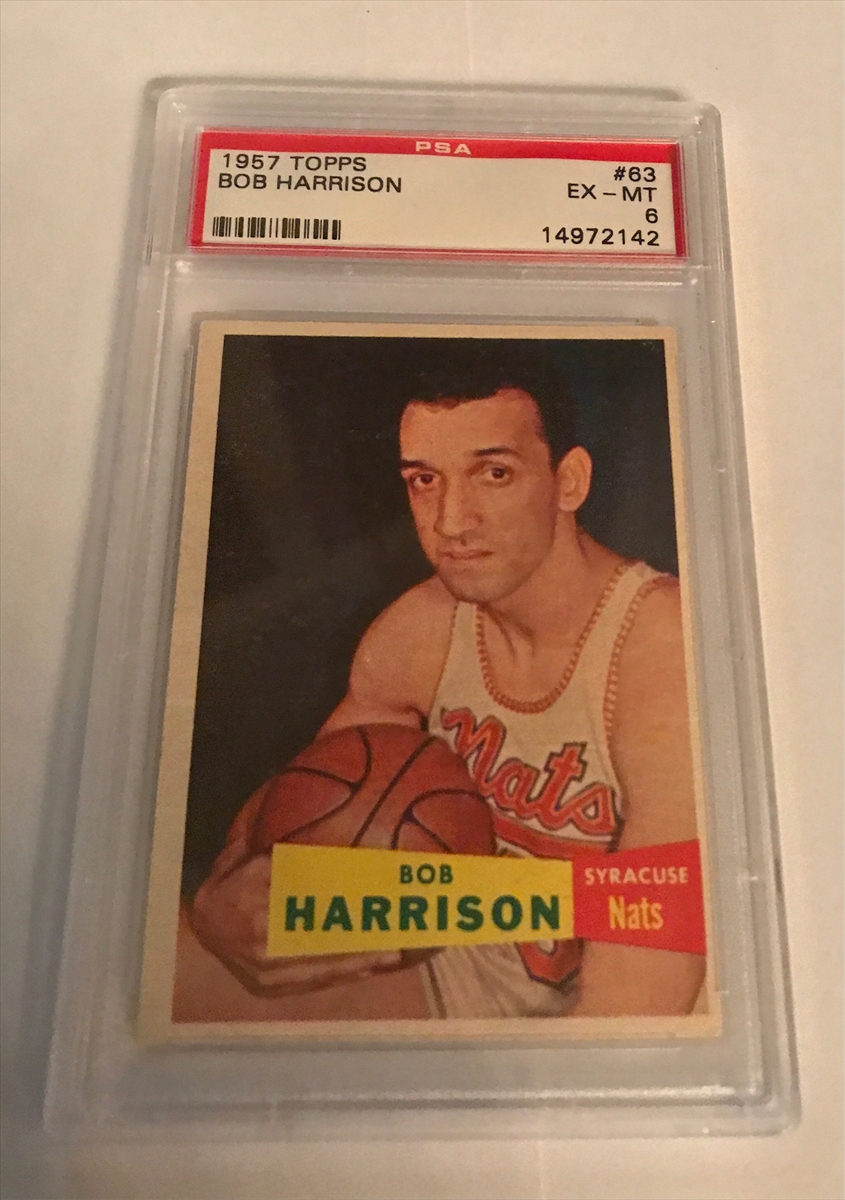 PSA
1957 TOPPS #63
BOB HARRISON EX-MT
6
14972142
Nats
BOB SYRACUSE
HARRISON Nats